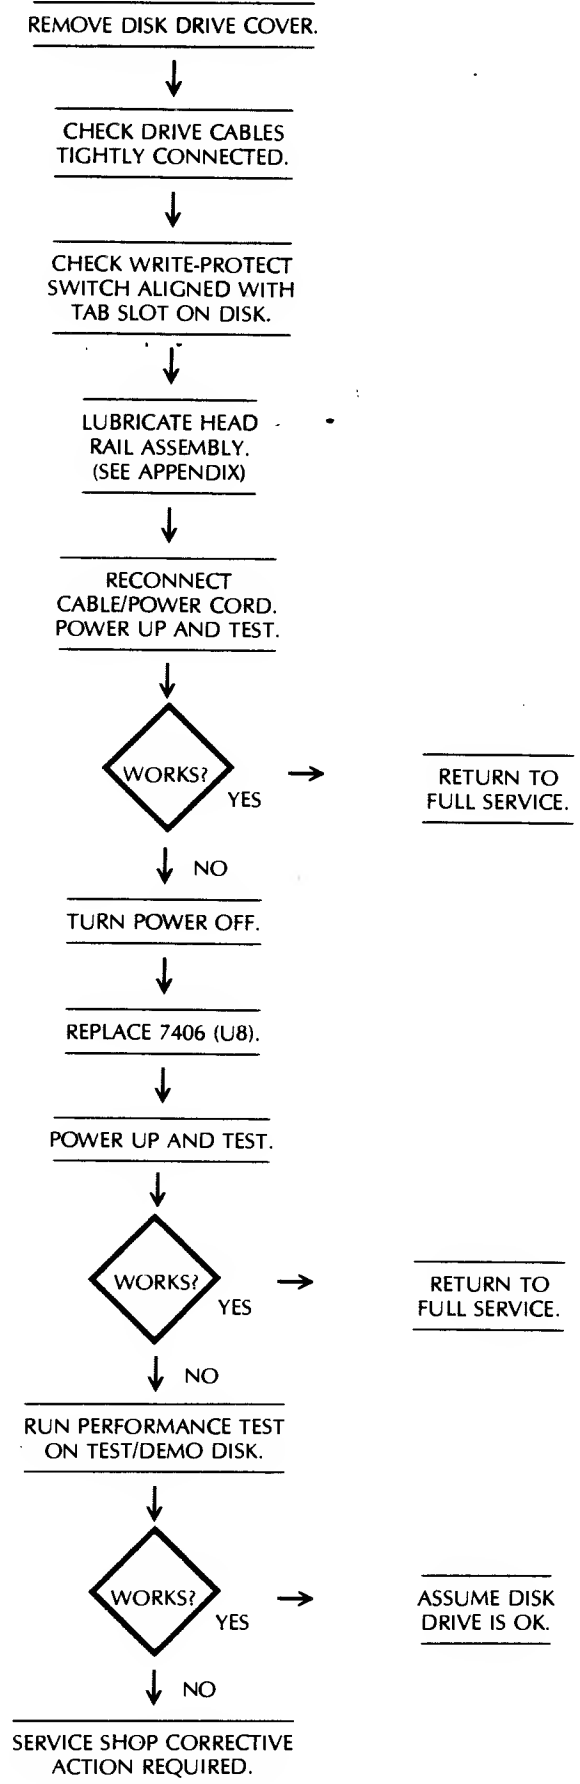 REMOVE DISK DRIVE COVER.
CHECK DRIVE CABLES
TIGHTLY CONNECTED.
CHECK WRITE-PROTECT
SWITCH ALIGNED WITH
TAB SLOT ON DISK.
LUBRICATE HEAD
RAIL ASSEMBLY.
(SEE APPENDIX)
RECONNECT
CABLE/POWER CORD.
POWER UP AND TEST.
WORKS?
YES
RETURN TO
FULL SERVICE.
NO
TURN POWER OFF.
REPLACE 7406 (U8).
POWER UP AND TEST.
WORKS?
YES
RETURN TO
FULL SERVICE.
NO
RUN PERFORMANCE TEST
ON TEST/DEMO DISK.
WORKS?
YES
ASSUME DISK
DRIVE IS OK.
NO
SERVICE SHOP CORRECTIVE
ACTION REQUIRED.